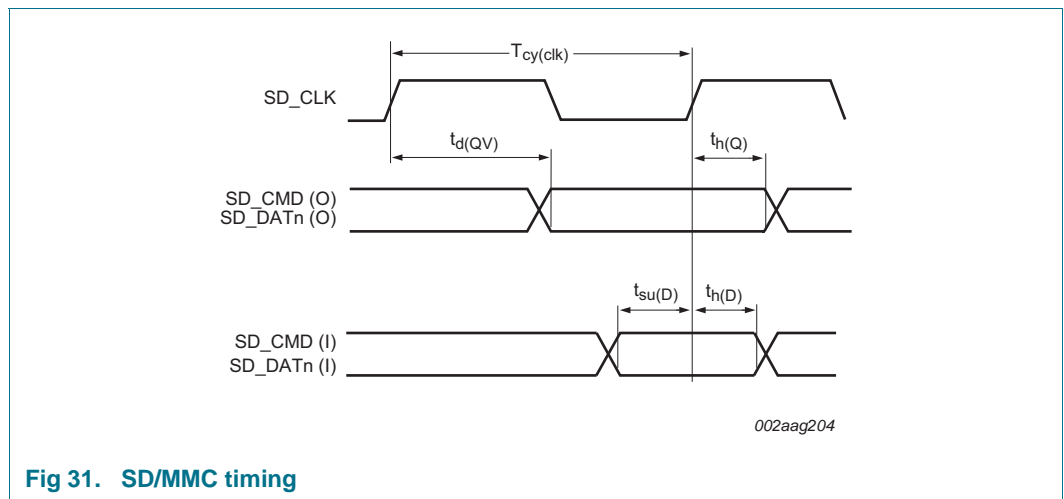 Tcy(clk)
SD_CLK
td(QV)
th(Q)
SD_CMD (O)
SD_DATn (O)
tsu(D)
th(D)
SD_CMD (I)
SD_DATn (I)
002aag204
Fig 31. SD/MMC timing